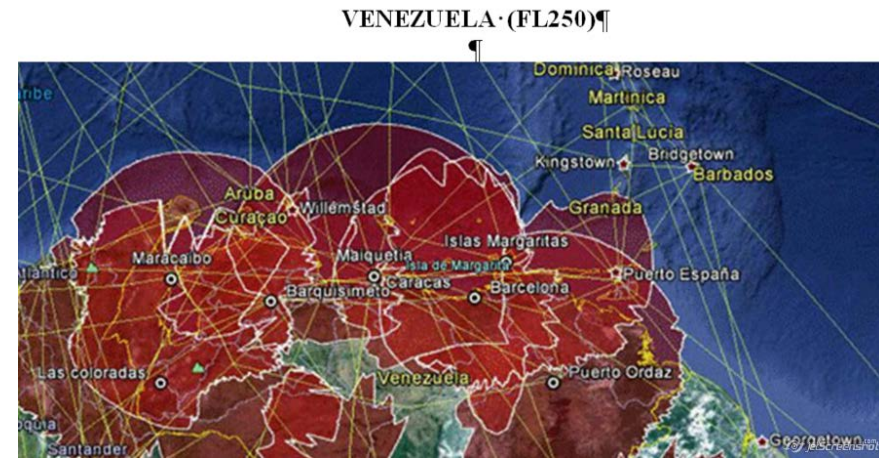 VENEZUELA·(FL250)¶
¶
Dominica Roseau
Martinica
Santa Lucia
Kingstown Bridgetown
Barbados
Aruba
Curaçao Willemstad
Granada
Islas Margaritas
Maracaibo Maiquetia
Isla de Margarita
Atlántico
Caracas
Puerto España
Barquisimeto Barcelona
Las coloradas
Venezuela
Puerto Ordaz
Santander
Georgetown